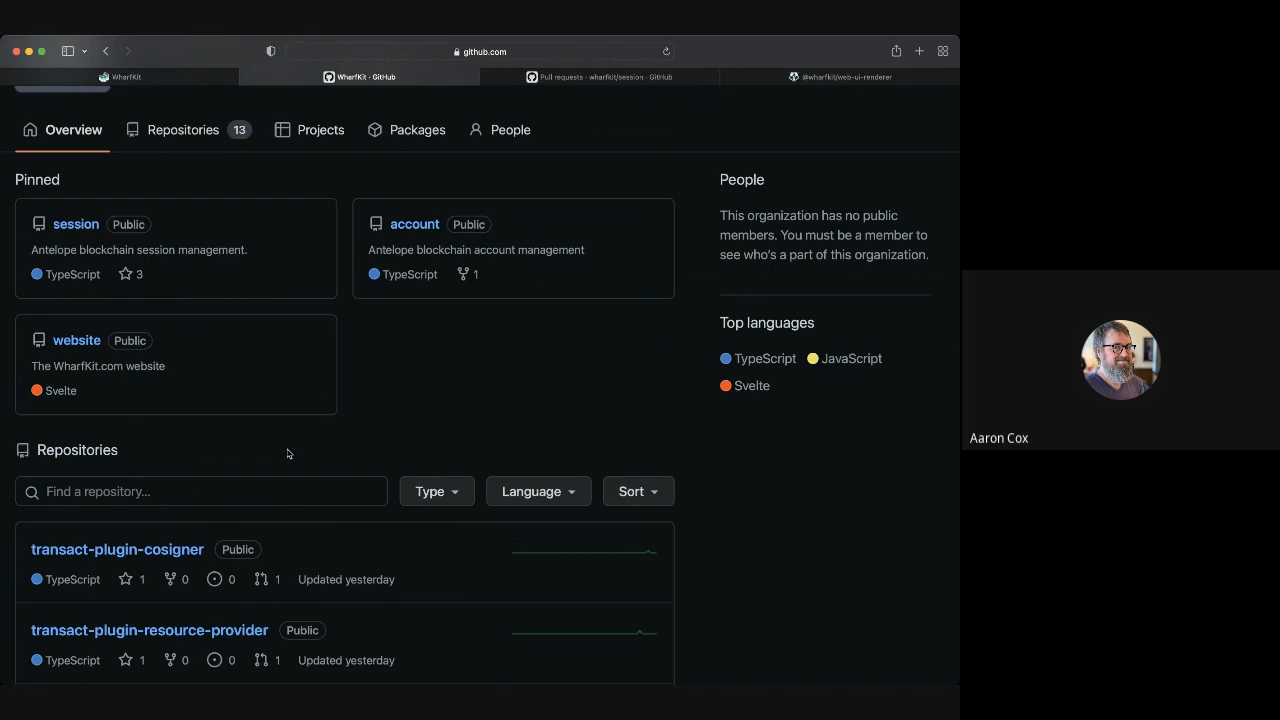 github.com
WharfKit
WharfKit · GitHub
Pull requests · wharfkit/session · GitHub
@wharfkit/web-ui-renderer
Overview
Repositories 13
Projects
Packages
People
Pinned
session Public
Antelope blockchain session management.
TypeScript 3
account Public
Antelope blockchain account management
TypeScript 1
website Public
The WharfKit.com website
Svelte
People
This organization has no public
members. You must be a member to
see who's a part of this organization.
Top languages
TypeScript JavaScript
Svelte
Repositories
Find a repository...
Type
Language
Sort
transact-plugin-cosigner Public
TypeScript 1 0 0 1 Updated yesterday
transact-plugin-resource-provider Public
TypeScript 1 0 0 1 Updated yesterday
Aaron Cox